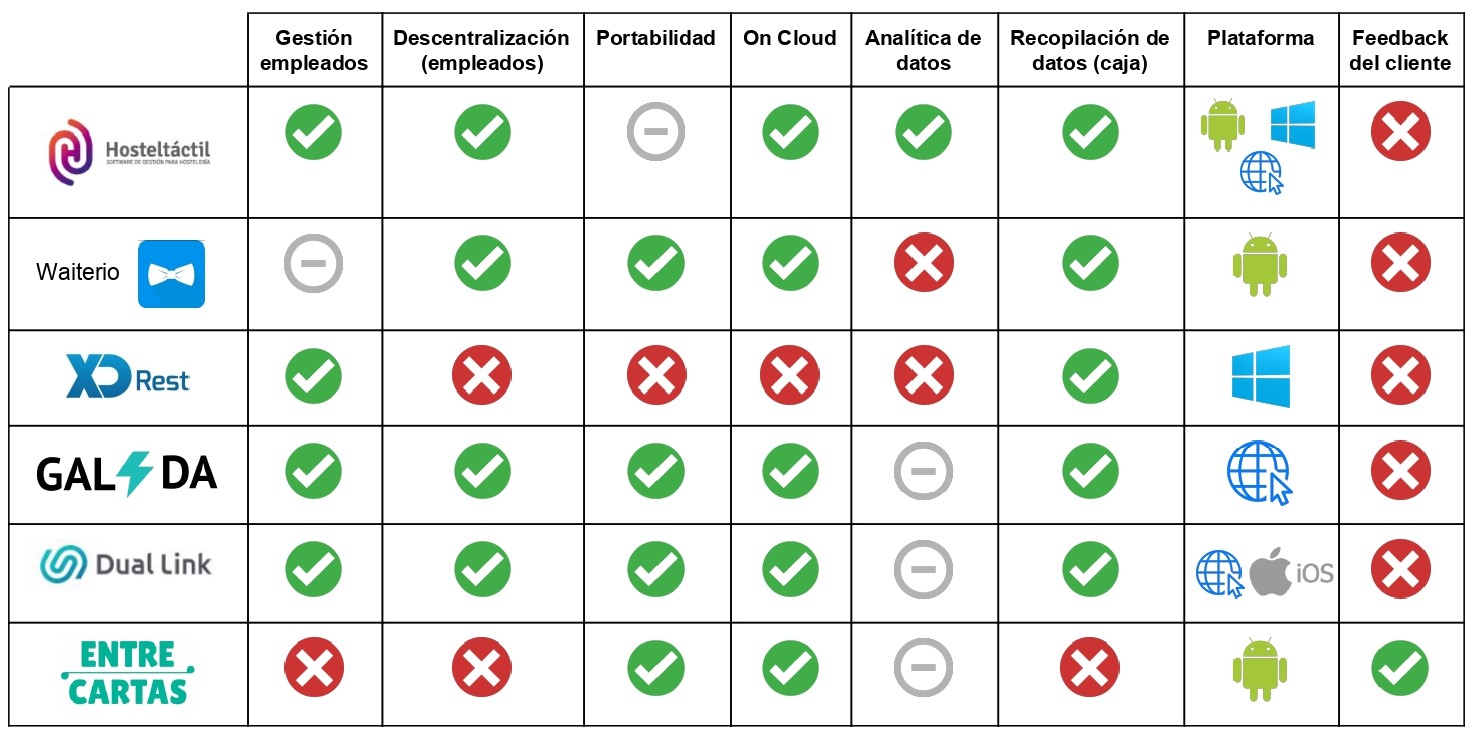 Gestión empleados
Descentralización (empleados)
Portabilidad
On Cloud
Analítica de datos
Recopilación de datos (caja)
Plataforma
Feedback del cliente
Hosteltáctil
SOFTWARE DE GESTIÓN PARA HOSTELERÍA
Waiterio
XD Rest
GAL DA
Dual Link
iOS
ENTRE
CARTAS